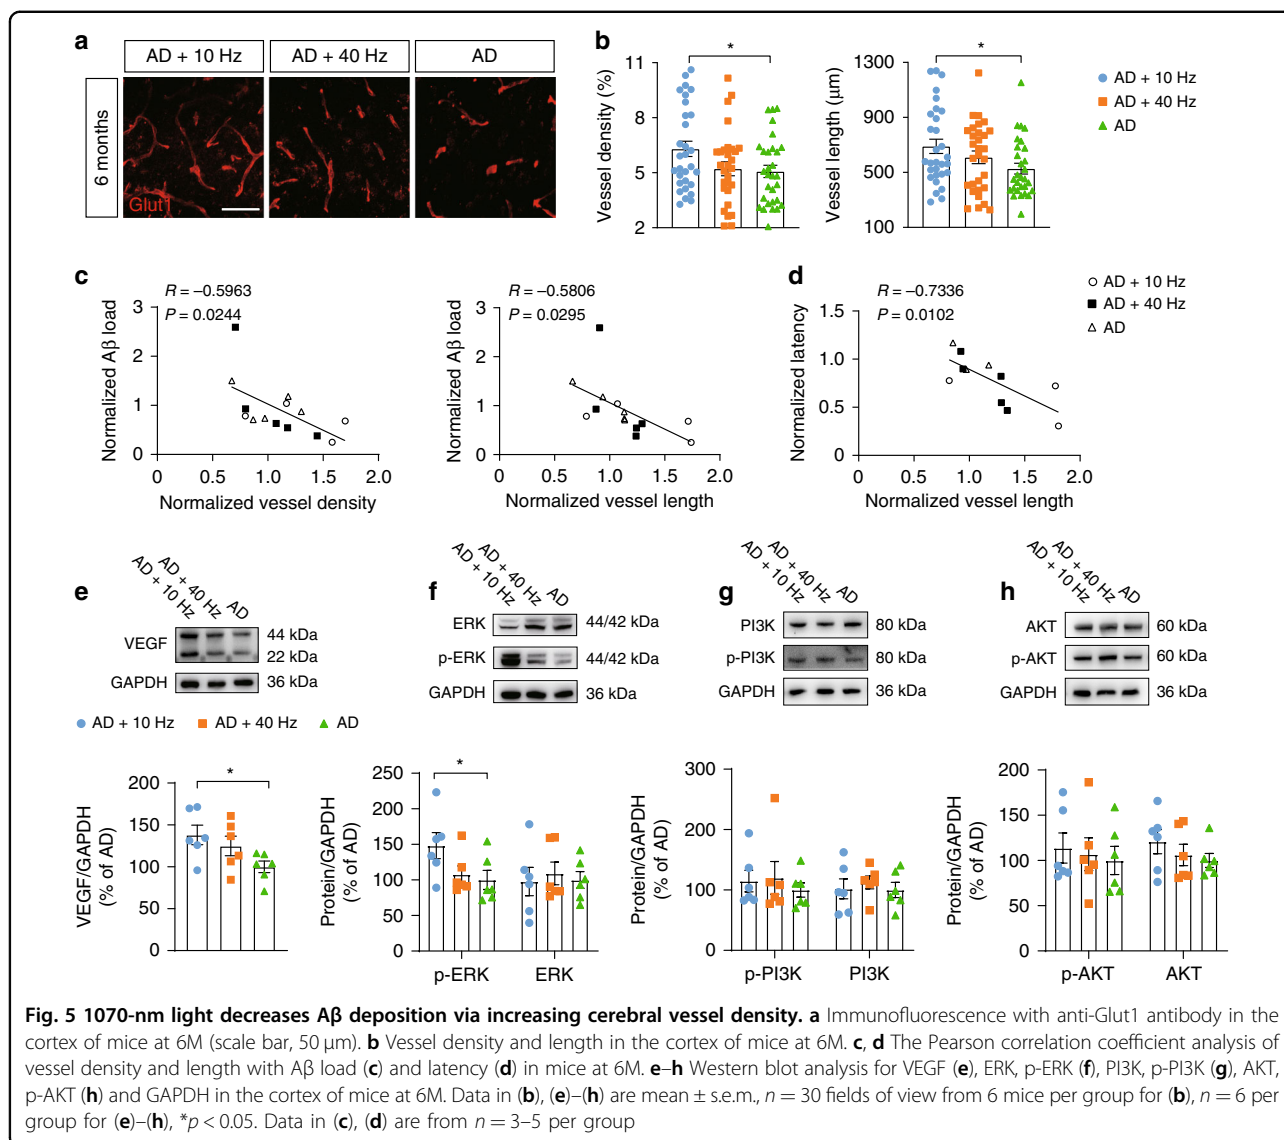 a
AD + 10 Hz
AD + 40 Hz
AD
6 months
Glut1
b
*
Vessel density (%)
11
8
5
2
*
Vessel length (μm)
1300
900
500
100
AD + 10 Hz
AD + 40 Hz
AD
c
R = –0.5963
P = 0.0244
Normalized Aβ load
3
2
1
0
0
0.5
1.0
1.5
2.0
Normalized vessel density
R = –0.5806
P = 0.0295
Normalized Aβ load
3
2
1
0
0
0.5
1.0
1.5
2.0
Normalized vessel length
d
R = –0.7336
P = 0.0102
Normalized latency
1.5
1.0
0.5
0
0
0.5
1.0
1.5
2.0
Normalized vessel length
AD + 10 Hz
AD + 40 Hz
AD
e
AD + 10 Hz
AD + 40 Hz
AD
VEGF
44 kDa
22 kDa
GAPDH
36 kDa
AD + 10 Hz
AD + 40 Hz
AD
VEGF/GAPDH
(% of AD)
200
150
100
50
0
*
f
AD + 10 Hz
AD + 40 Hz
AD
ERK
44/42 kDa
p-ERK
44/42 kDa
GAPDH
36 kDa
Protein/GAPDH
(% of AD)
250
200
150
100
50
0
*
p-ERK
ERK
g
AD + 10 Hz
AD + 40 Hz
AD
PI3K
80 kDa
p-PI3K
80 kDa
GAPDH
36 kDa
Protein/GAPDH
(% of AD)
300
200
100
0
p-PI3K
PI3K
h
AD + 10 Hz
AD + 40 Hz
AD
AKT
60 kDa
p-AKT
60 kDa
GAPDH
36 kDa
Protein/GAPDH
(% of AD)
200
150
100
50
0
p-AKT
AKT
Fig. 5 1070-nm light decreases Aβ deposition via increasing cerebral vessel density. a Immunofluorescence with anti-Glut1 antibody in the
cortex of mice at 6M (scale bar, 50 μm). b Vessel density and length in the cortex of mice at 6M. c, d The Pearson correlation coefficient analysis of
vessel density and length with Aβ load (c) and latency (d) in mice at 6M. e–h Western blot analysis for VEGF (e), ERK, p-ERK (f), PI3K, p-PI3K (g), AKT,
p-AKT (h) and GAPDH in the cortex of mice at 6M. Data in (b), (e)–(h) are mean ± s.e.m., n = 30 fields of view from 6 mice per group for (b), n = 6 per
group for (e)–(h), *p < 0.05. Data in (c), (d) are from n = 3–5 per group